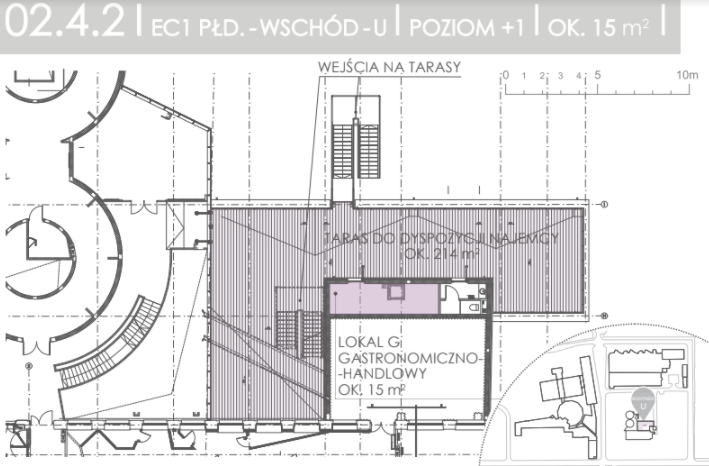 02.4.2 | EC1 PŁD. - WSCHÓD - U | POZIOM +1 | OK. 15 m² |
WEJŚCIA NA TARASY
0 1 2 3 4 5 10m
TARAS DO DYSPOZYCJI NAJEMCY
OK. 214 m²
LOKAL G
GASTRONOMICZNO-
-HANDLOWY
OK. 15 m²
U